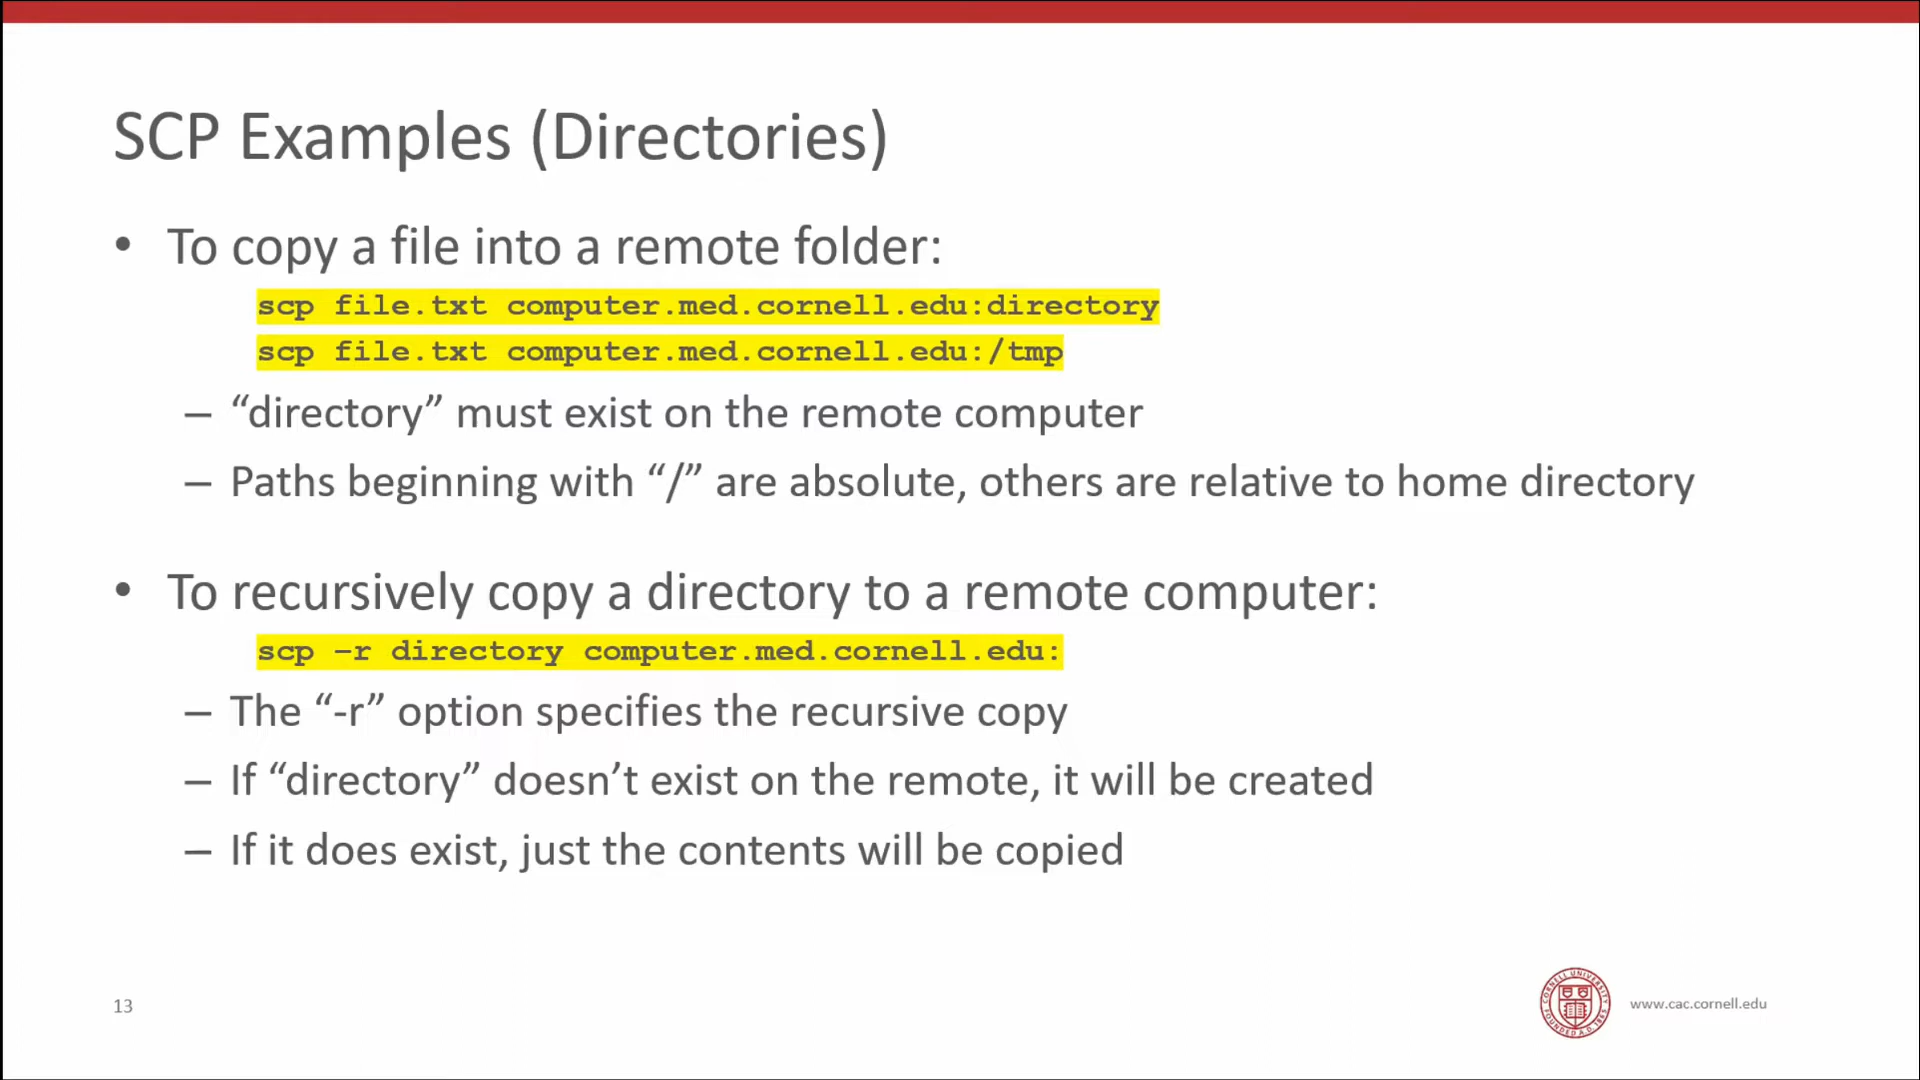 SCP Examples (Directories)
• To copy a file into a remote folder:
scp file.txt computer.med.cornell.edu:directory
scp file.txt computer.med.cornell.edu:/tmp
– “directory” must exist on the remote computer
– Paths beginning with “/” are absolute, others are relative to home directory
• To recursively copy a directory to a remote computer:
scp –r directory computer.med.cornell.edu:
– The “-r” option specifies the recursive copy
– If “directory” doesn’t exist on the remote, it will be created
– If it does exist, just the contents will be copied
13
CORNELL UNIVERSITY
FOUNDED A.D. 1865
www.cac.cornell.edu